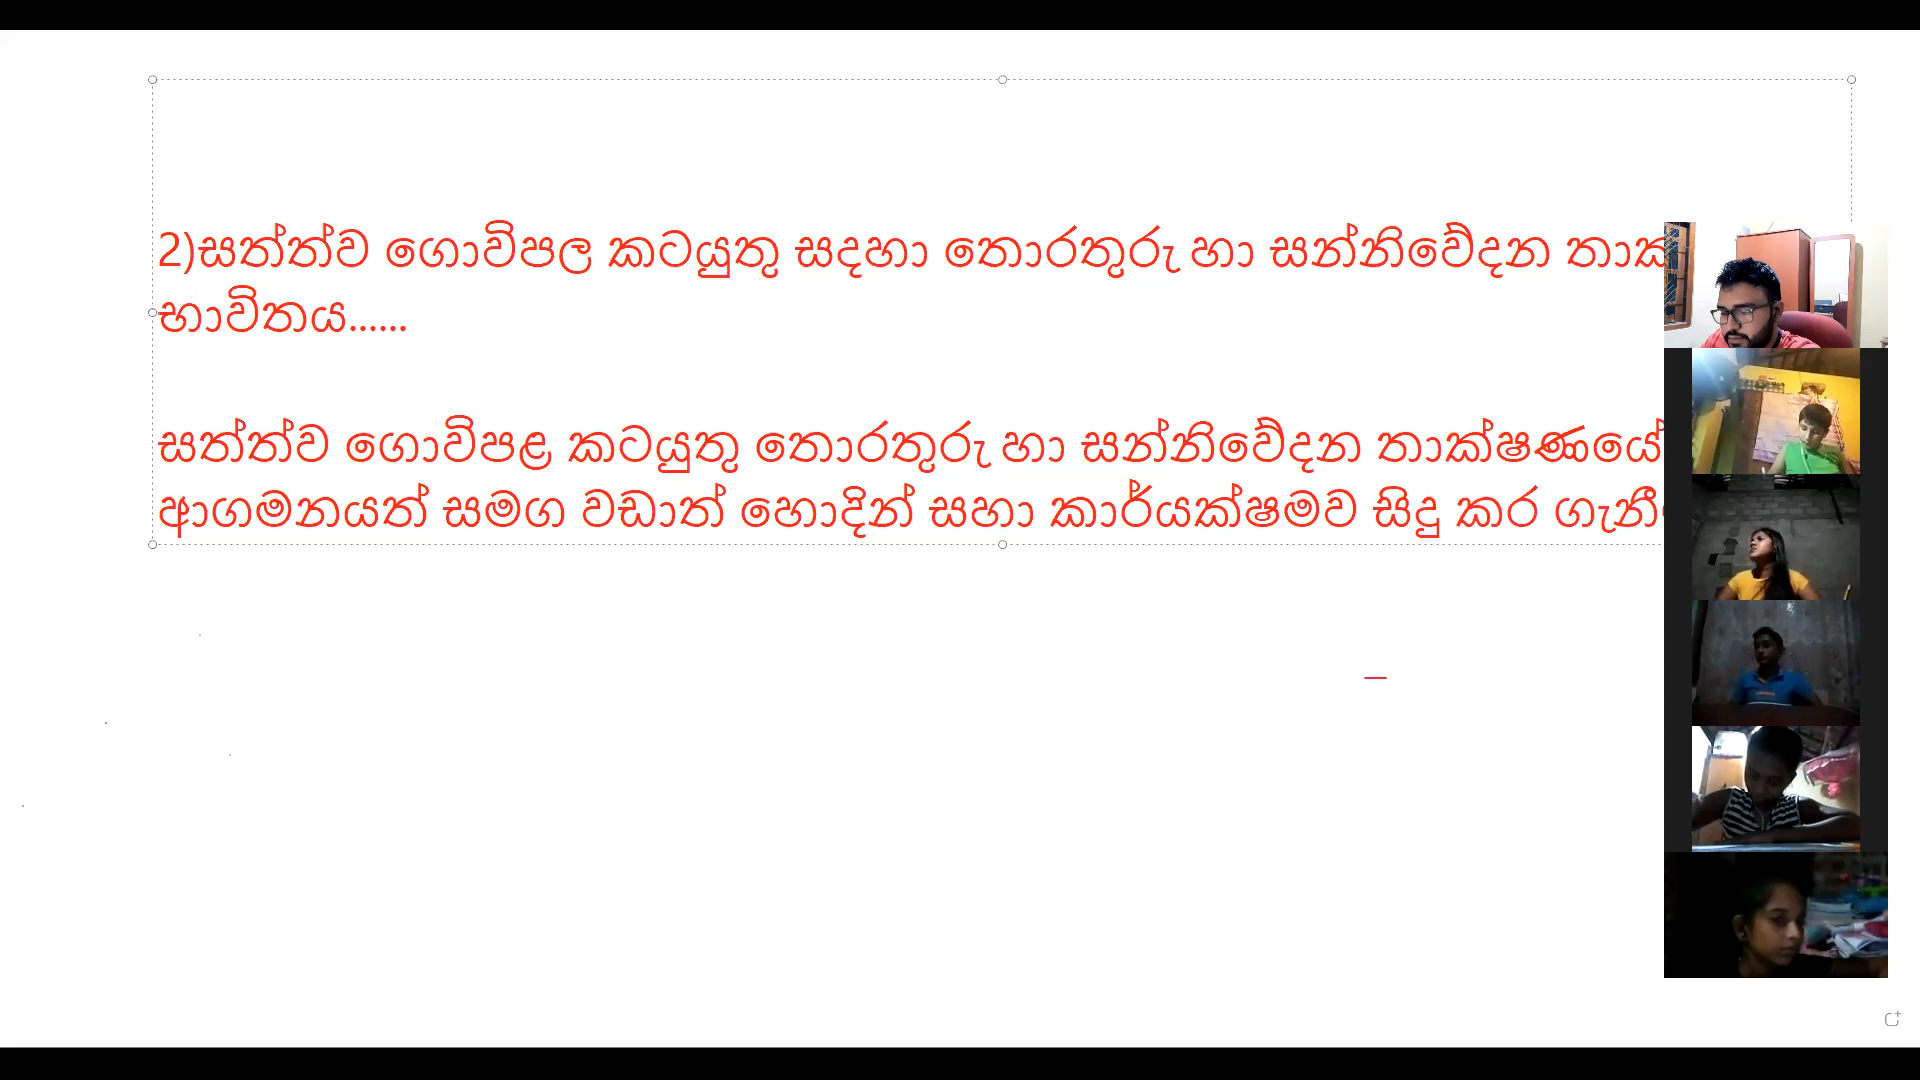 2)සත්ත්ව ගොවිපල කටයුතු සදහා තොරතුරු හා සන්නිවේදන
භාවිතය......
සත්ත්ව ගොවිපළ කටයුතු තොරතුරු හා සන්නිවේදන තාක්ෂණයේ
ආගමනයත් සමග වඩාත් හොදින් සහා කාර්යක්ෂමව සිදු කර